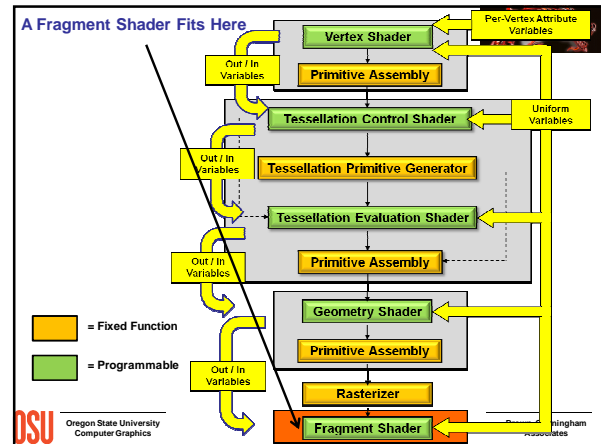 A Fragment Shader Fits Here
Per-Vertex Attribute
Variables
Vertex Shader
Out / In
Variables
Primitive Assembly
Tessellation Control Shader
Uniform
Variables
Out / In
Variables
Tessellation Primitive Generator
Tessellation Evaluation Shader
Out / In
Variables
Primitive Assembly
= Fixed Function
Geometry Shader
= Programmable
Primitive Assembly
Out / In
Variables
Rasterizer
Fragment Shader
OSU
Oregon State University
Computer Graphics
Associates